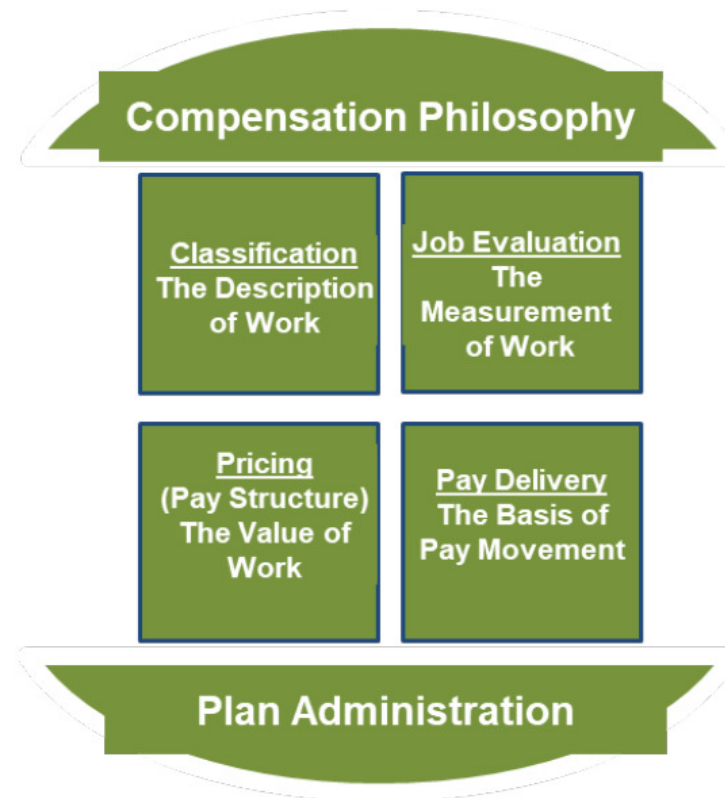 Compensation Philosophy
Classification
The Description
of Work
Job Evaluation
The
Measurement
of Work
Pricing
(Pay Structure)
The Value of
Work
Pay Delivery
The Basis of
Pay Movement
Plan Administration